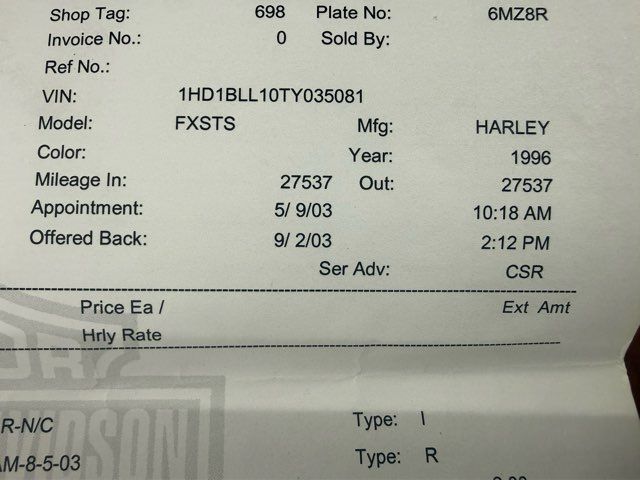 Shop Tag: 698 Plate No: 6MZ8R
Invoice No.: 0 Sold By:
Ref No.:
VIN: 1HD1BLL10TY035081
Model: FXSTS Mfg: HARLEY
Color: Year: 1996
Mileage In: 27537 Out: 27537
Appointment: 5/ 9/03 10:18 AM
Offered Back: 9/ 2/03 2:12 PM
Ser Adv: CSR
Price Ea / Ext Amt
Hrly Rate
R-N/C Type: I
AM-8-5-03 Type: R
DAVIDSON